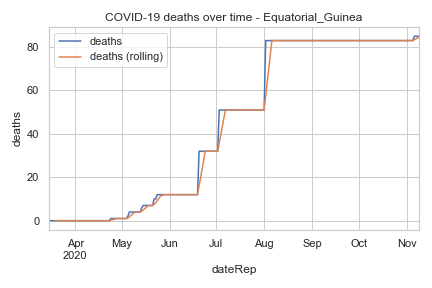 COVID-19 deaths over time - Equatorial_Guinea
deaths
deaths (rolling)
deaths
80
60
40
20
0
Apr May Jun Jul Aug Sep Oct Nov
2020
dateRep